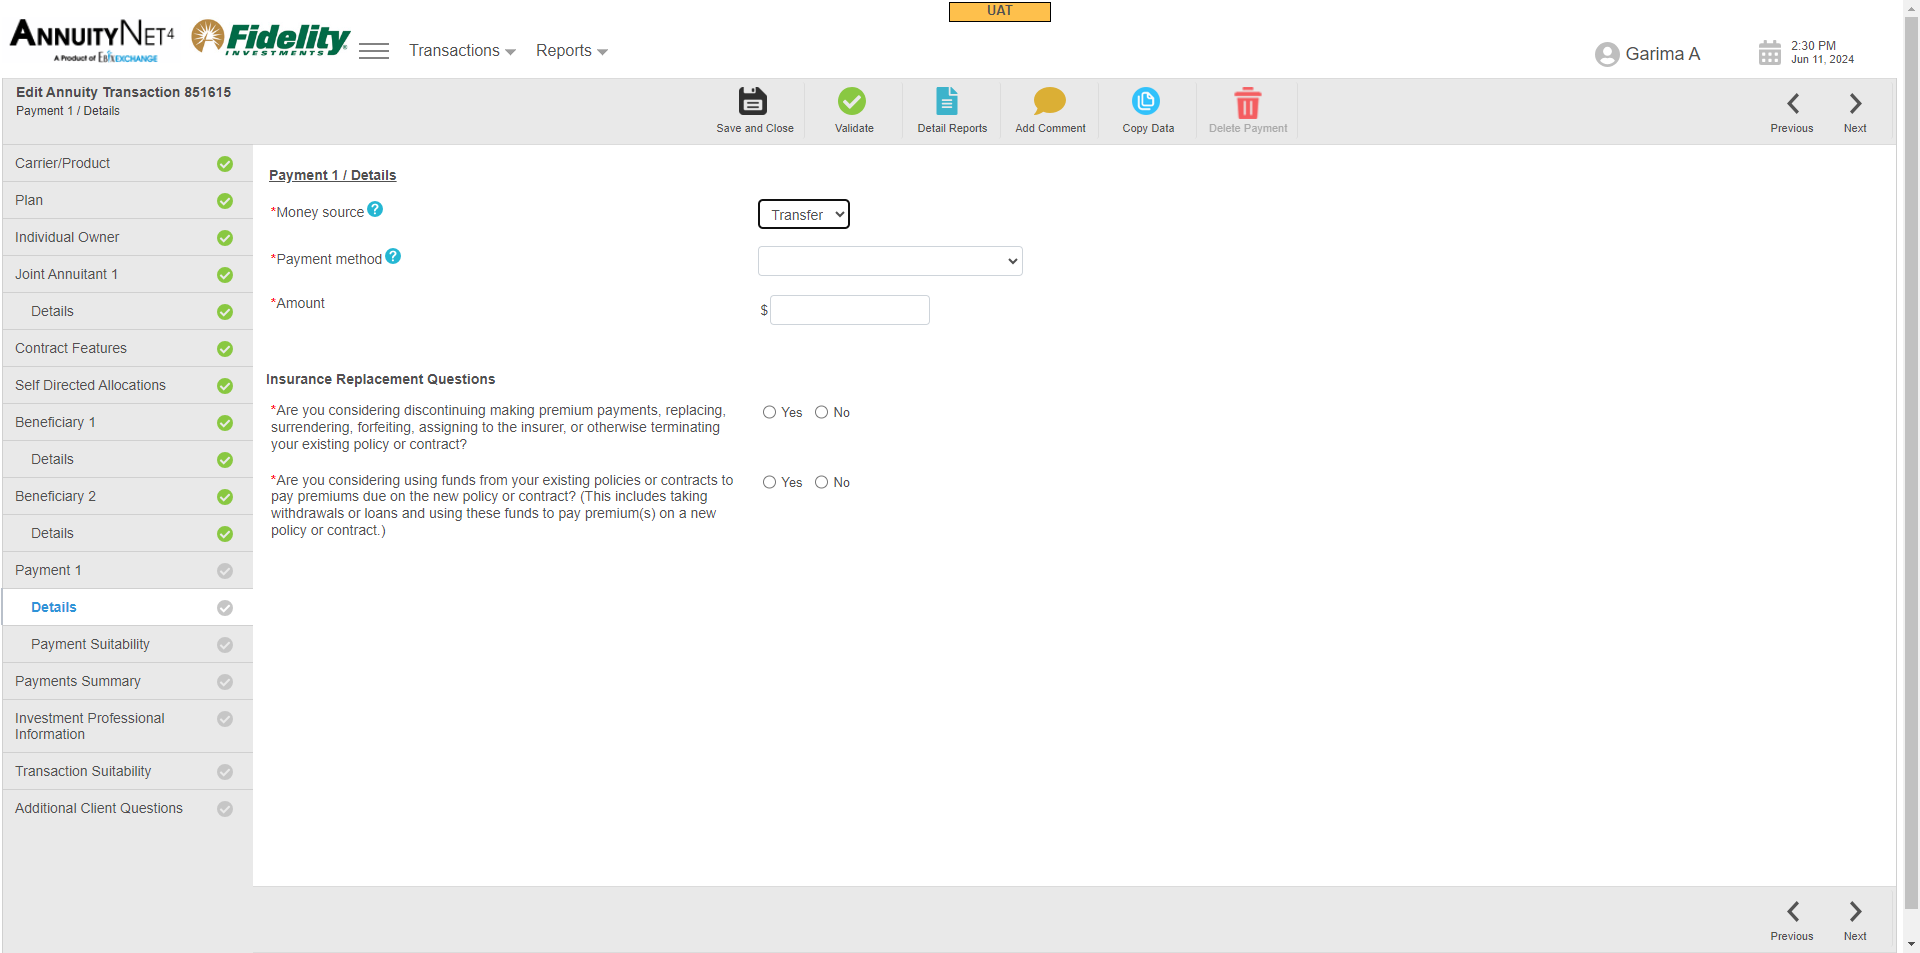 UAT
ANNUITYNET4
A Product of EbixEXCHANGE
Fidelity
INVESTMENTS®
Transactions
Reports
Garima A
2:30 PM
Jun 11, 2024
Edit Annuity Transaction 851615
Payment 1 / Details
Save and Close
Validate
Detail Reports
Add Comment
Copy Data
Delete Payment
Previous
Next
Carrier/Product
Plan
Individual Owner
Joint Annuitant 1
Details
Contract Features
Self Directed Allocations
Beneficiary 1
Details
Beneficiary 2
Details
Payment 1
Details
Payment Suitability
Payments Summary
Investment Professional
Information
Transaction Suitability
Additional Client Questions
Payment 1 / Details
*Money source ?
Transfer
*Payment method ?
*Amount
$
Insurance Replacement Questions
*Are you considering discontinuing making premium payments, replacing,
surrendering, forfeiting, assigning to the insurer, or otherwise terminating
your existing policy or contract?
Yes No
*Are you considering using funds from your existing policies or contracts to
pay premiums due on the new policy or contract? (This includes taking
withdrawals or loans and using these funds to pay premium(s) on a new
policy or contract.)
Yes No
Previous
Next